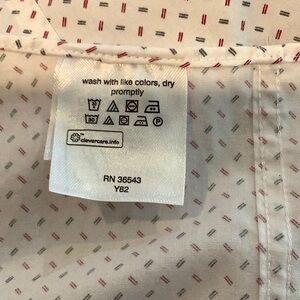 wash with like colors, dry
promptly
clevercare.info
RN 36543
Y82